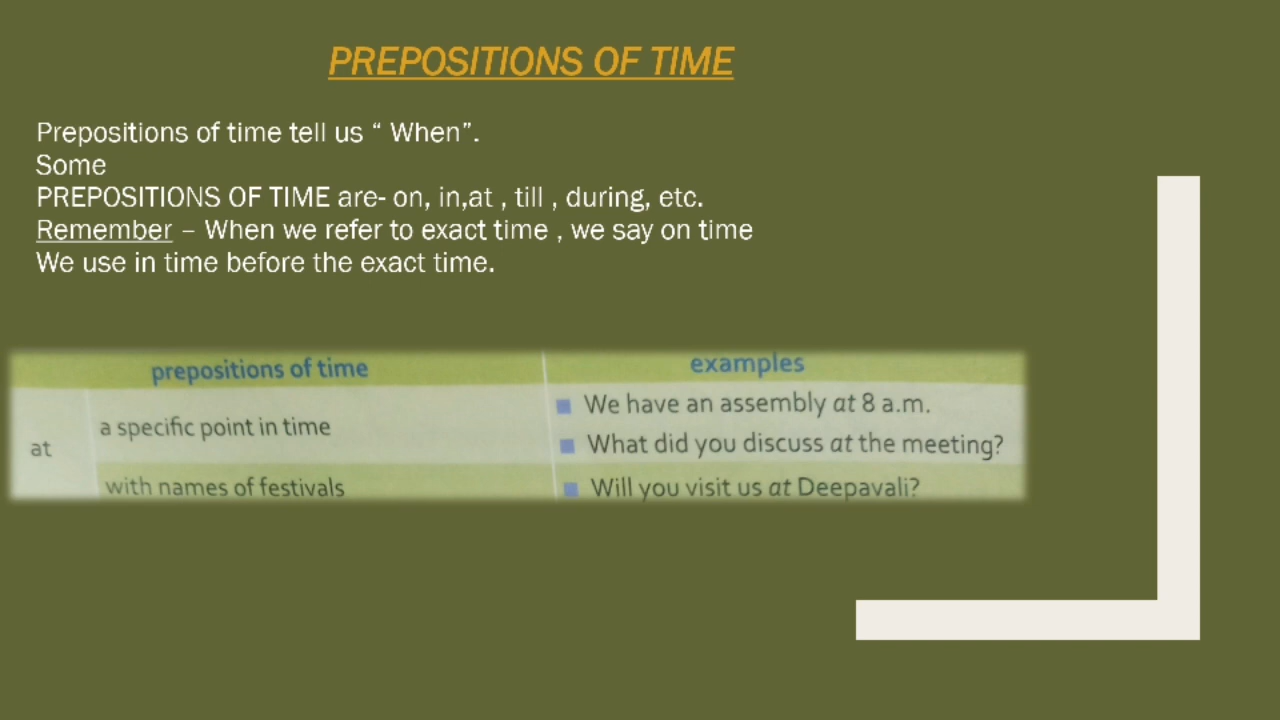 PREPOSITIONS OF TIME
Prepositions of time tell us “ When”.
Some
PREPOSITIONS OF TIME are- on, in,at , till , during, etc.
Remember – When we refer to exact time , we say on time
We use in time before the exact time.
prepositions of time examples
at a specific point in time ■ We have an assembly at 8 a.m.
■ What did you discuss at the meeting?
with names of festivals ■ Will you visit us at Deepavali?